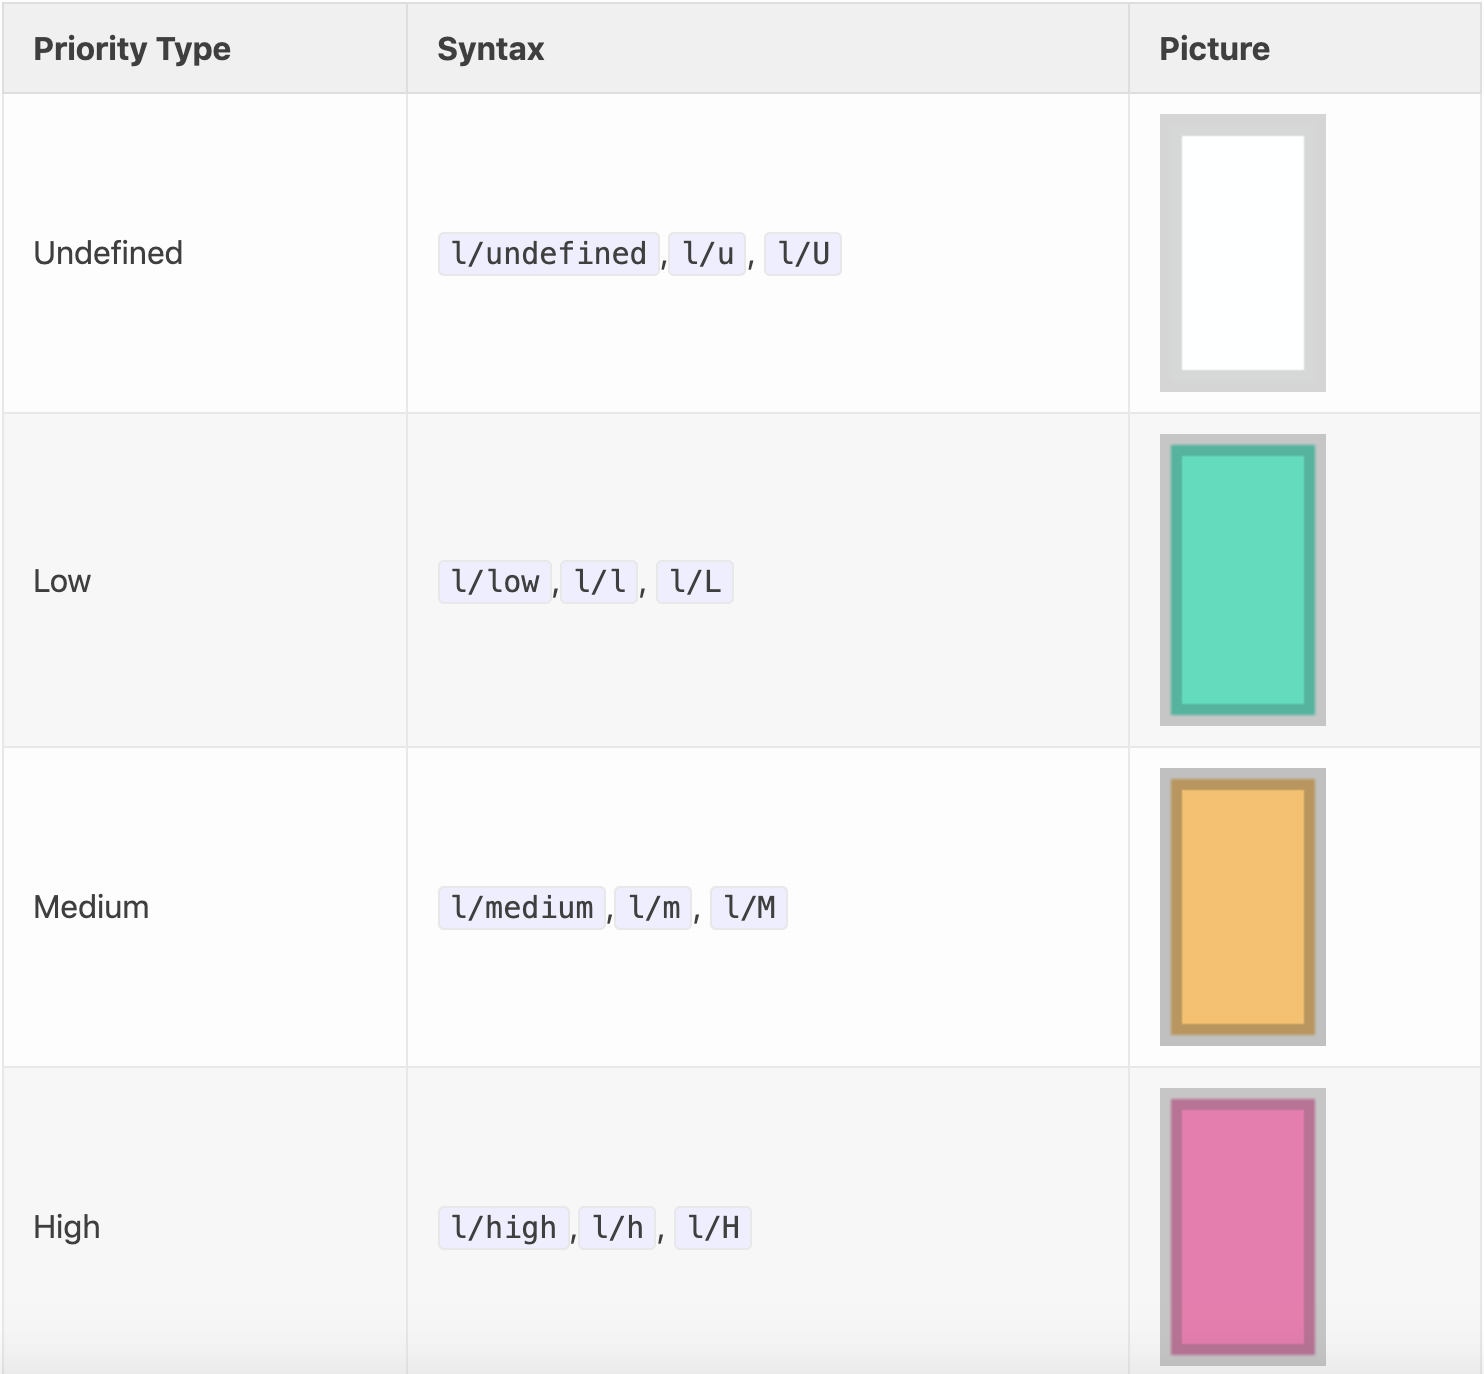 Priority Type Syntax Picture
Undefined l/undefined,l/u, l/U
Low l/low,l/l, l/L
Medium l/medium,l/m, l/M
High l/high,l/h, l/H